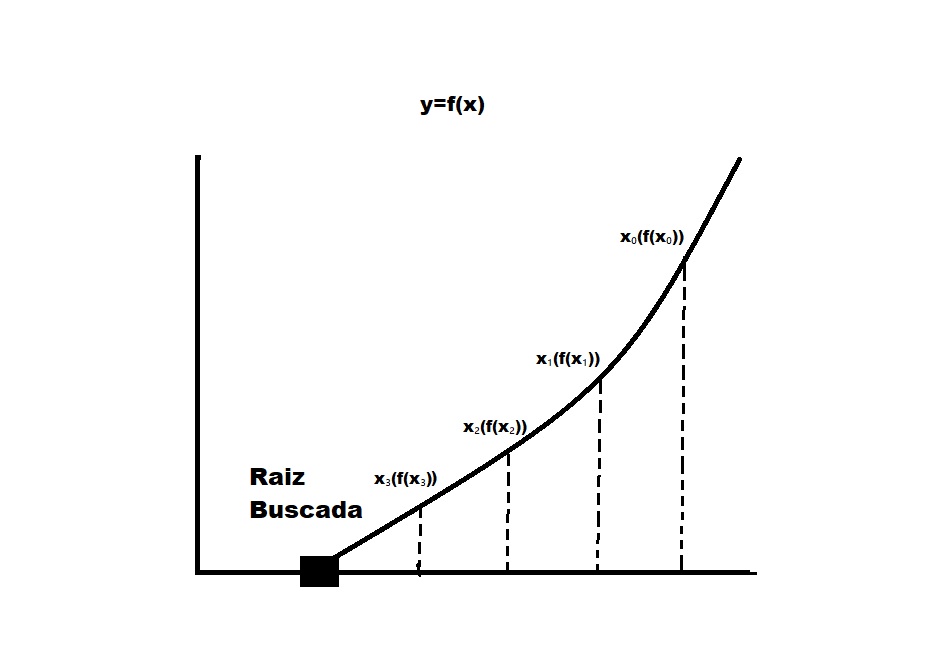 y=f(x)
x₀(f(x₀))
x₁(f(x₁))
x₂(f(x₂))
x₃(f(x₃))
Raiz
Buscada